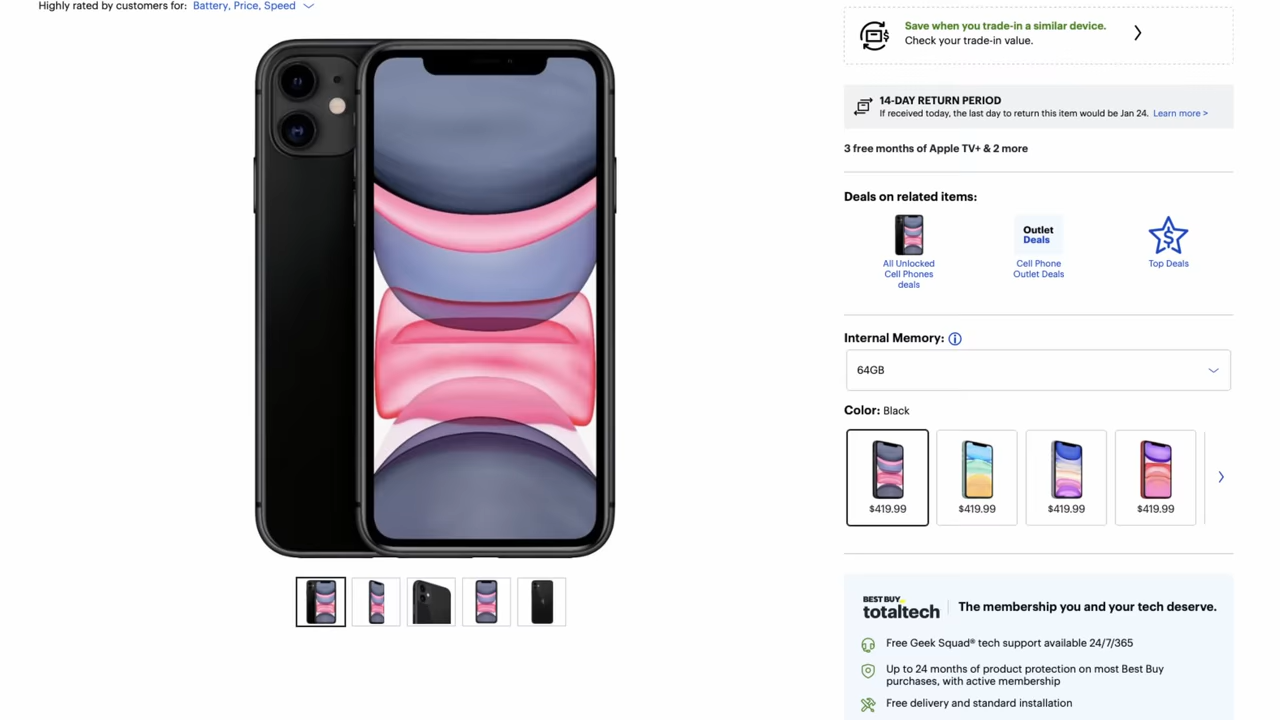 Highly rated by customers for: Battery, Price, Speed
Save when you trade-in a similar device.
Check your trade-in value.
14-DAY RETURN PERIOD
If received today, the last day to return this item would be Jan 24. Learn more >
3 free months of Apple TV+ & 2 more
Deals on related items:
Outlet
Deals
All Unlocked
Cell Phones
deals
Cell Phone
Outlet Deals
Top Deals
Internal Memory:
64GB
Color: Black
$419.99
$419.99
$419.99
$419.99
BEST BUY
totaltech
The membership you and your tech deserve.
Free Geek Squad® tech support available 24/7/365
Up to 24 months of product protection on most Best Buy
purchases, with active membership
Free delivery and standard installation